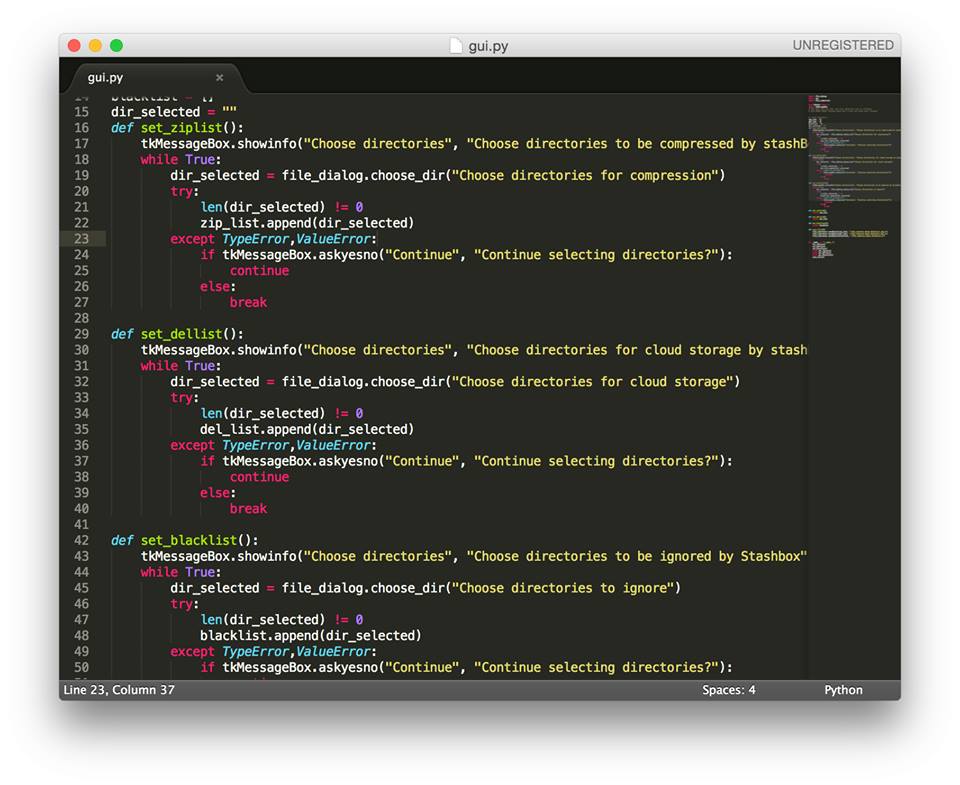 gui.py
UNREGISTERED
gui.py ×
14 blacklist = []
15 dir_selected = ""
16 def set_ziplist():
17 tkMessageBox.showinfo("Choose directories", "Choose directories to be compressed by stashB
18 while True:
19 dir_selected = file_dialog.choose_dir("Choose directories for compression")
20 try:
21 len(dir_selected) != 0
22 zip_list.append(dir_selected)
23 except TypeError,ValueError:
24 if tkMessageBox.askyesno("Continue", "Continue selecting directories?"):
25 continue
26 else:
27 break
28
29 def set_dellist():
30 tkMessageBox.showinfo("Choose directories", "Choose directories for cloud storage by stash
31 while True:
32 dir_selected = file_dialog.choose_dir("Choose directories for cloud storage")
33 try:
34 len(dir_selected) != 0
35 del_list.append(dir_selected)
36 except TypeError,ValueError:
37 if tkMessageBox.askyesno("Continue", "Continue selecting directories?"):
38 continue
39 else:
40 break
41
42 def set_blacklist():
43 tkMessageBox.showinfo("Choose directories", "Choose directories to be ignored by Stashbox"
44 while True:
45 dir_selected = file_dialog.choose_dir("Choose directories to ignore")
46 try:
47 len(dir_selected) != 0
48 blacklist.append(dir_selected)
49 except TypeError,ValueError:
50 if tkMessageBox.askyesno("Continue", "Continue selecting directories?"):
Line 23, Column 37
Spaces: 4
Python